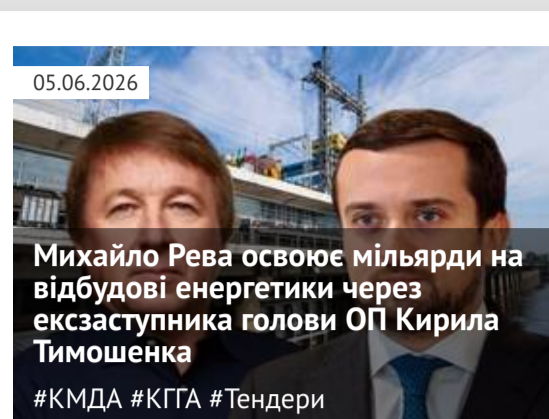 05.06.2026
Михайло Рева освоює мільярди на
відбудові енергетики через
ексзаступника голови ОП Кирила
Тимошенка
#КМДА #КГГА #Тендери